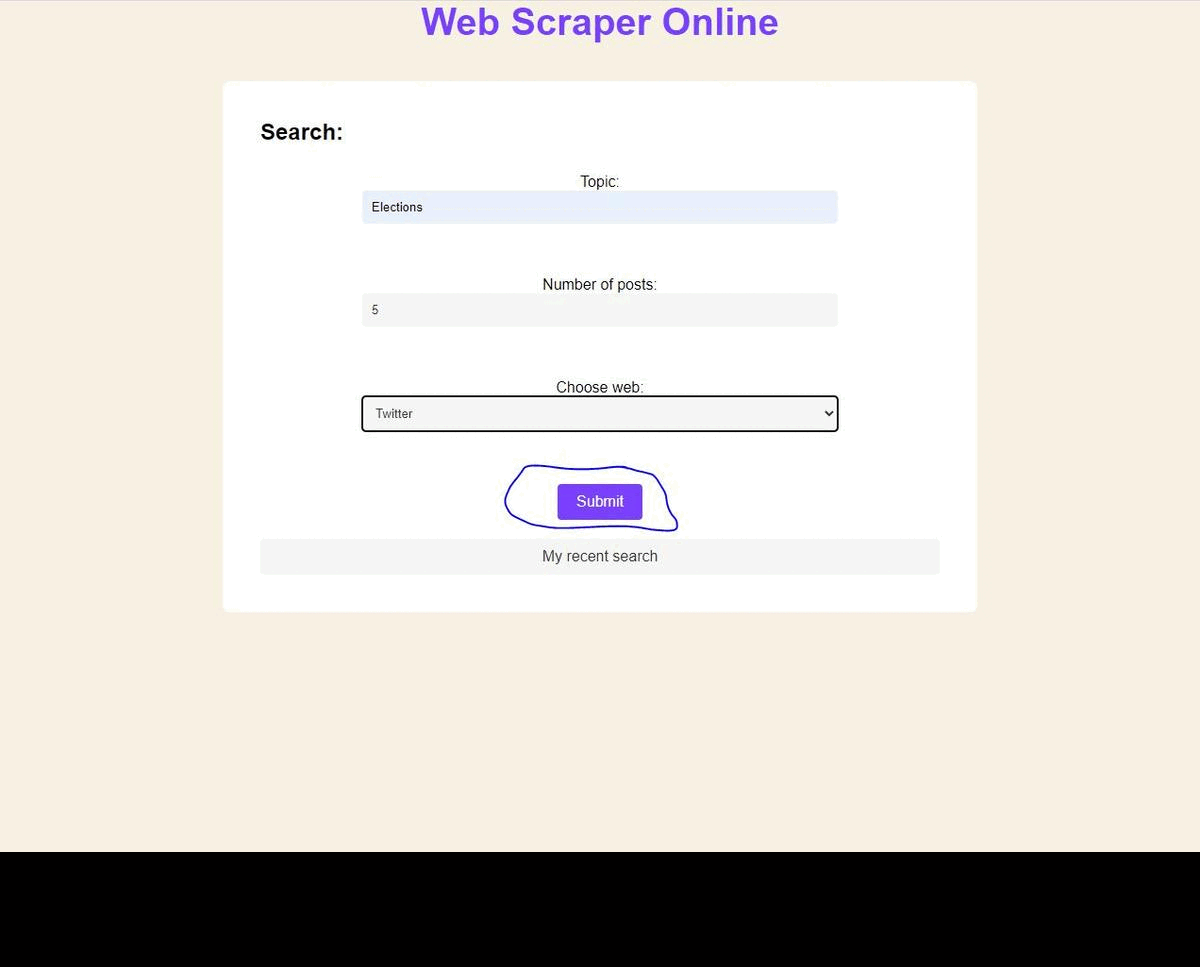 Web Scraper Online
Search:
Topic:
Elections
Number of posts:
5
Choose web:
Twitter
Submit
My recent search